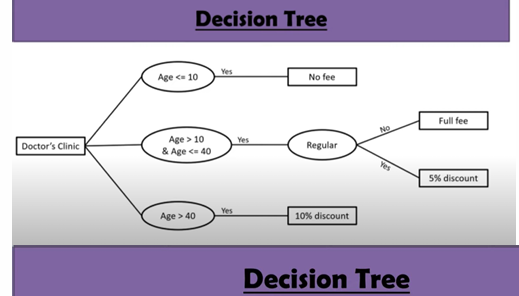 Decision Tree
Age <= 10
Yes
No fee
Doctor's Clinic
Age > 10
& Age <= 40
Yes
Regular
No
Full fee
Yes
5% discount
Age > 40
Yes
10% discount
Decision Tree